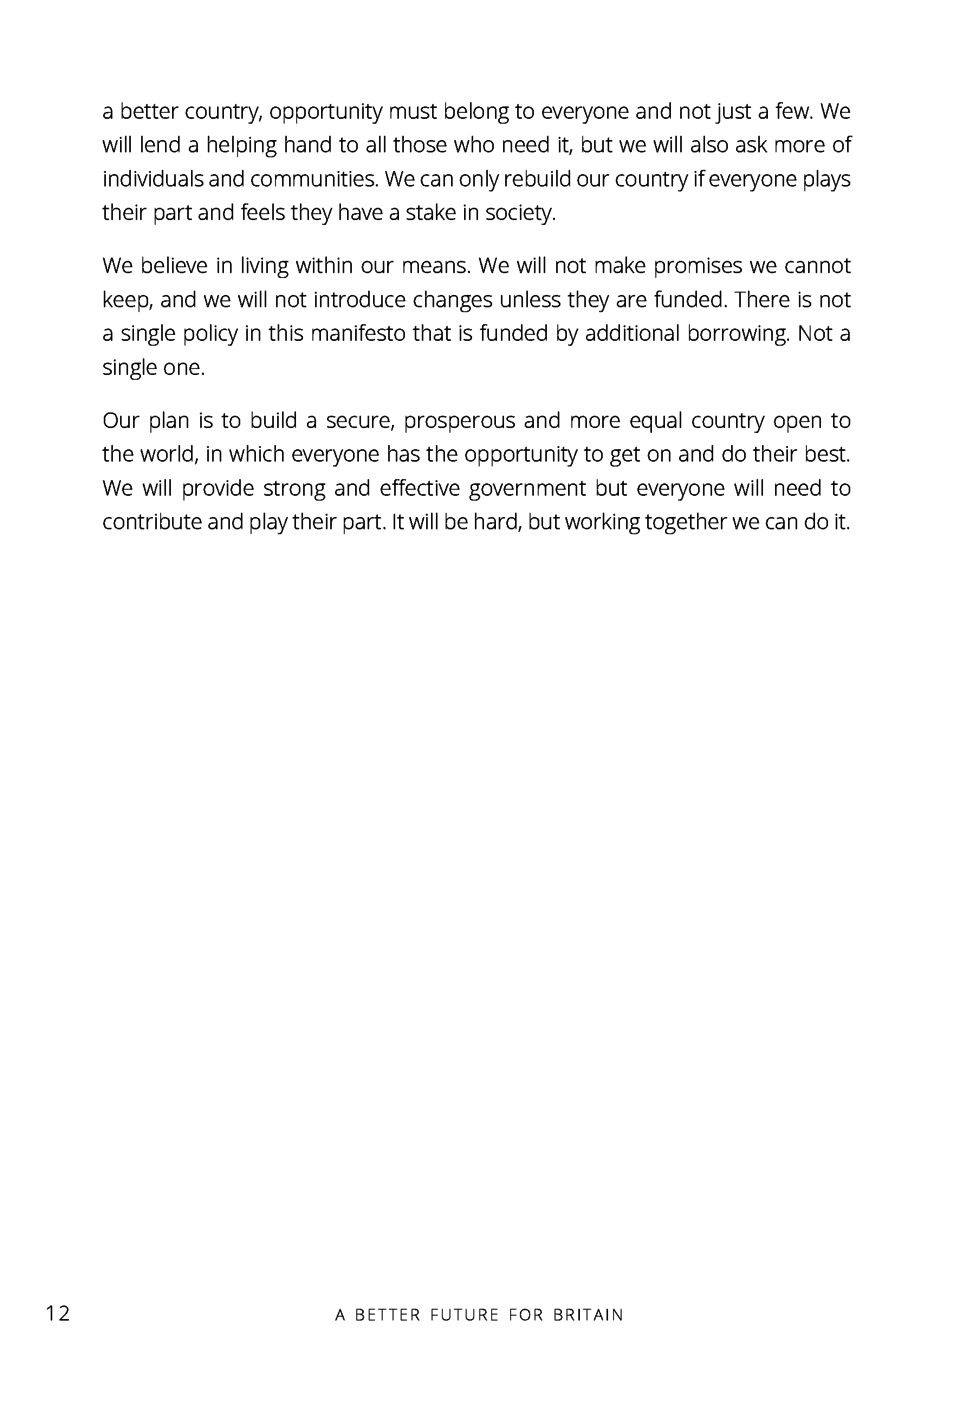 a better country, opportunity must belong to everyone and not just a few. We
will lend a helping hand to all those who need it, but we will also ask more of
individuals and communities. We can only rebuild our country if everyone plays
their part and feels they have a stake in society.
We believe in living within our means. We will not make promises we cannot
keep, and we will not introduce changes unless they are funded. There is not
a single policy in this manifesto that is funded by additional borrowing. Not a
single one.
Our plan is to build a secure, prosperous and more equal country open to
the world, in which everyone has the opportunity to get on and do their best.
We will provide strong and effective government but everyone will need to
contribute and play their part. It will be hard, but working together we can do it.
12 A BETTER FUTURE FOR BRITAIN